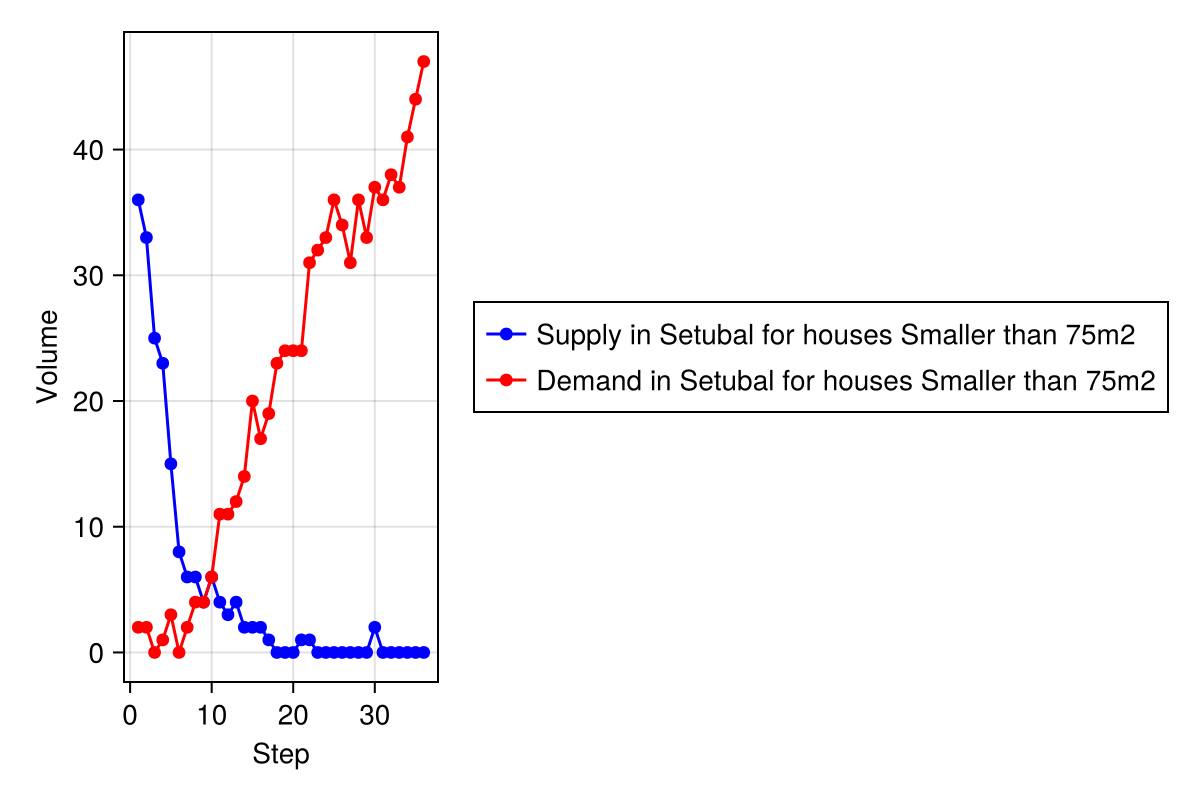 Volume
40
30
20
10
0
0 10 20 30
Step
Supply in Setubal for houses Smaller than 75m2
Demand in Setubal for houses Smaller than 75m2